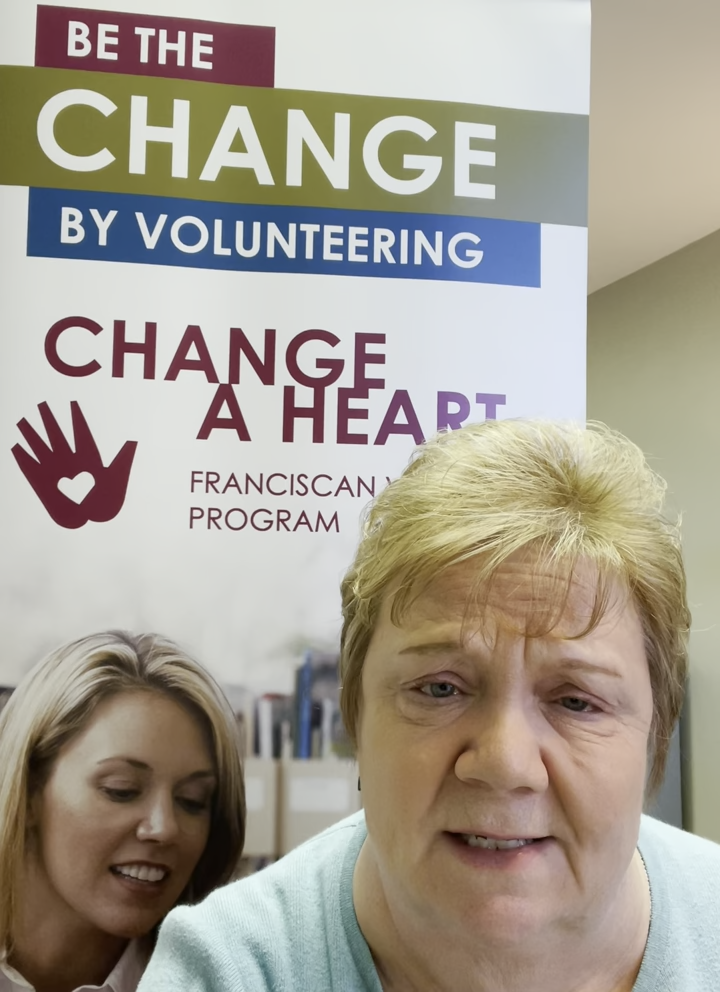 BE THE
CHANGE
BY VOLUNTEERING
CHANGE
A HEART
FRANCISCAN
PROGRAM